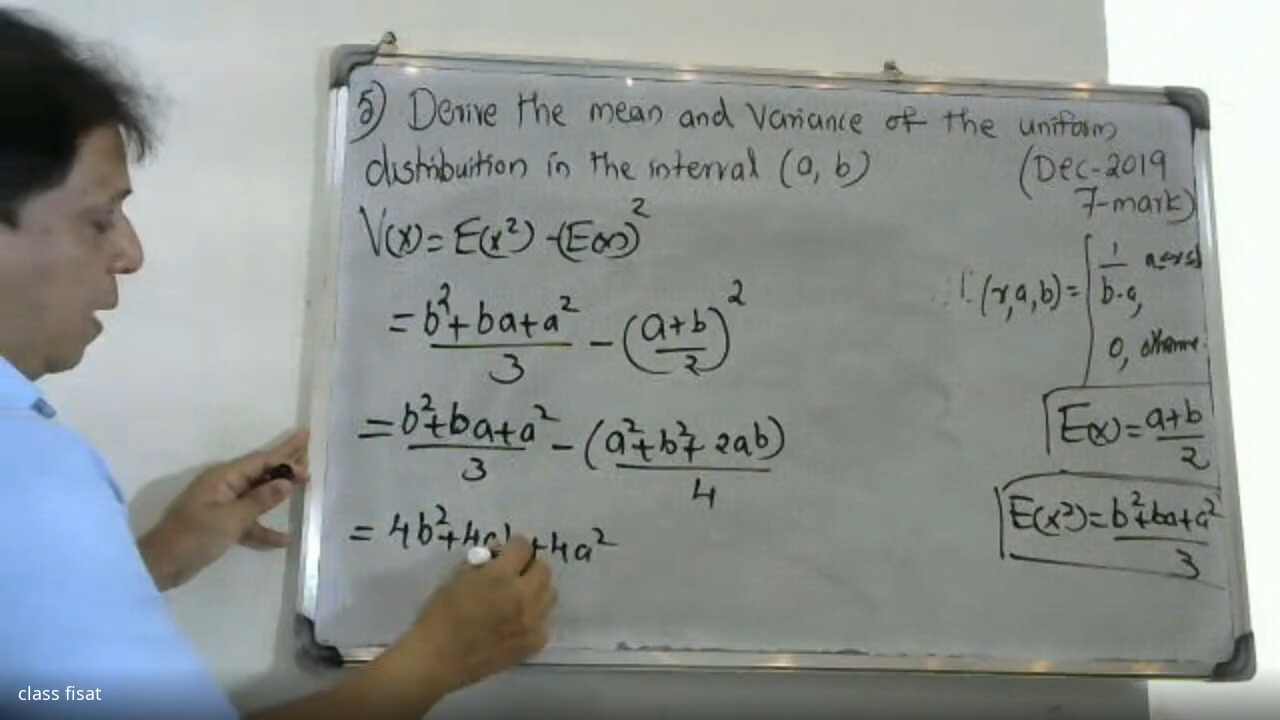 5) Derive the mean and Variance of the uniform
distribuition in the interval (a, b) (Dec-2019
7-mark)
V(x) = E(x²) - (E(x))²
= b²+ba+a² / 3 - (a+b / 2)²
= b²+ba+a² / 3 - (a²+b²+2ab) / 4
= 4b²+4ab+4a²
(x,a,b) = { 1 / b-a,
0,
E(x) = a+b / 2
E(x²) = b²+ba+a² / 3
class fisat